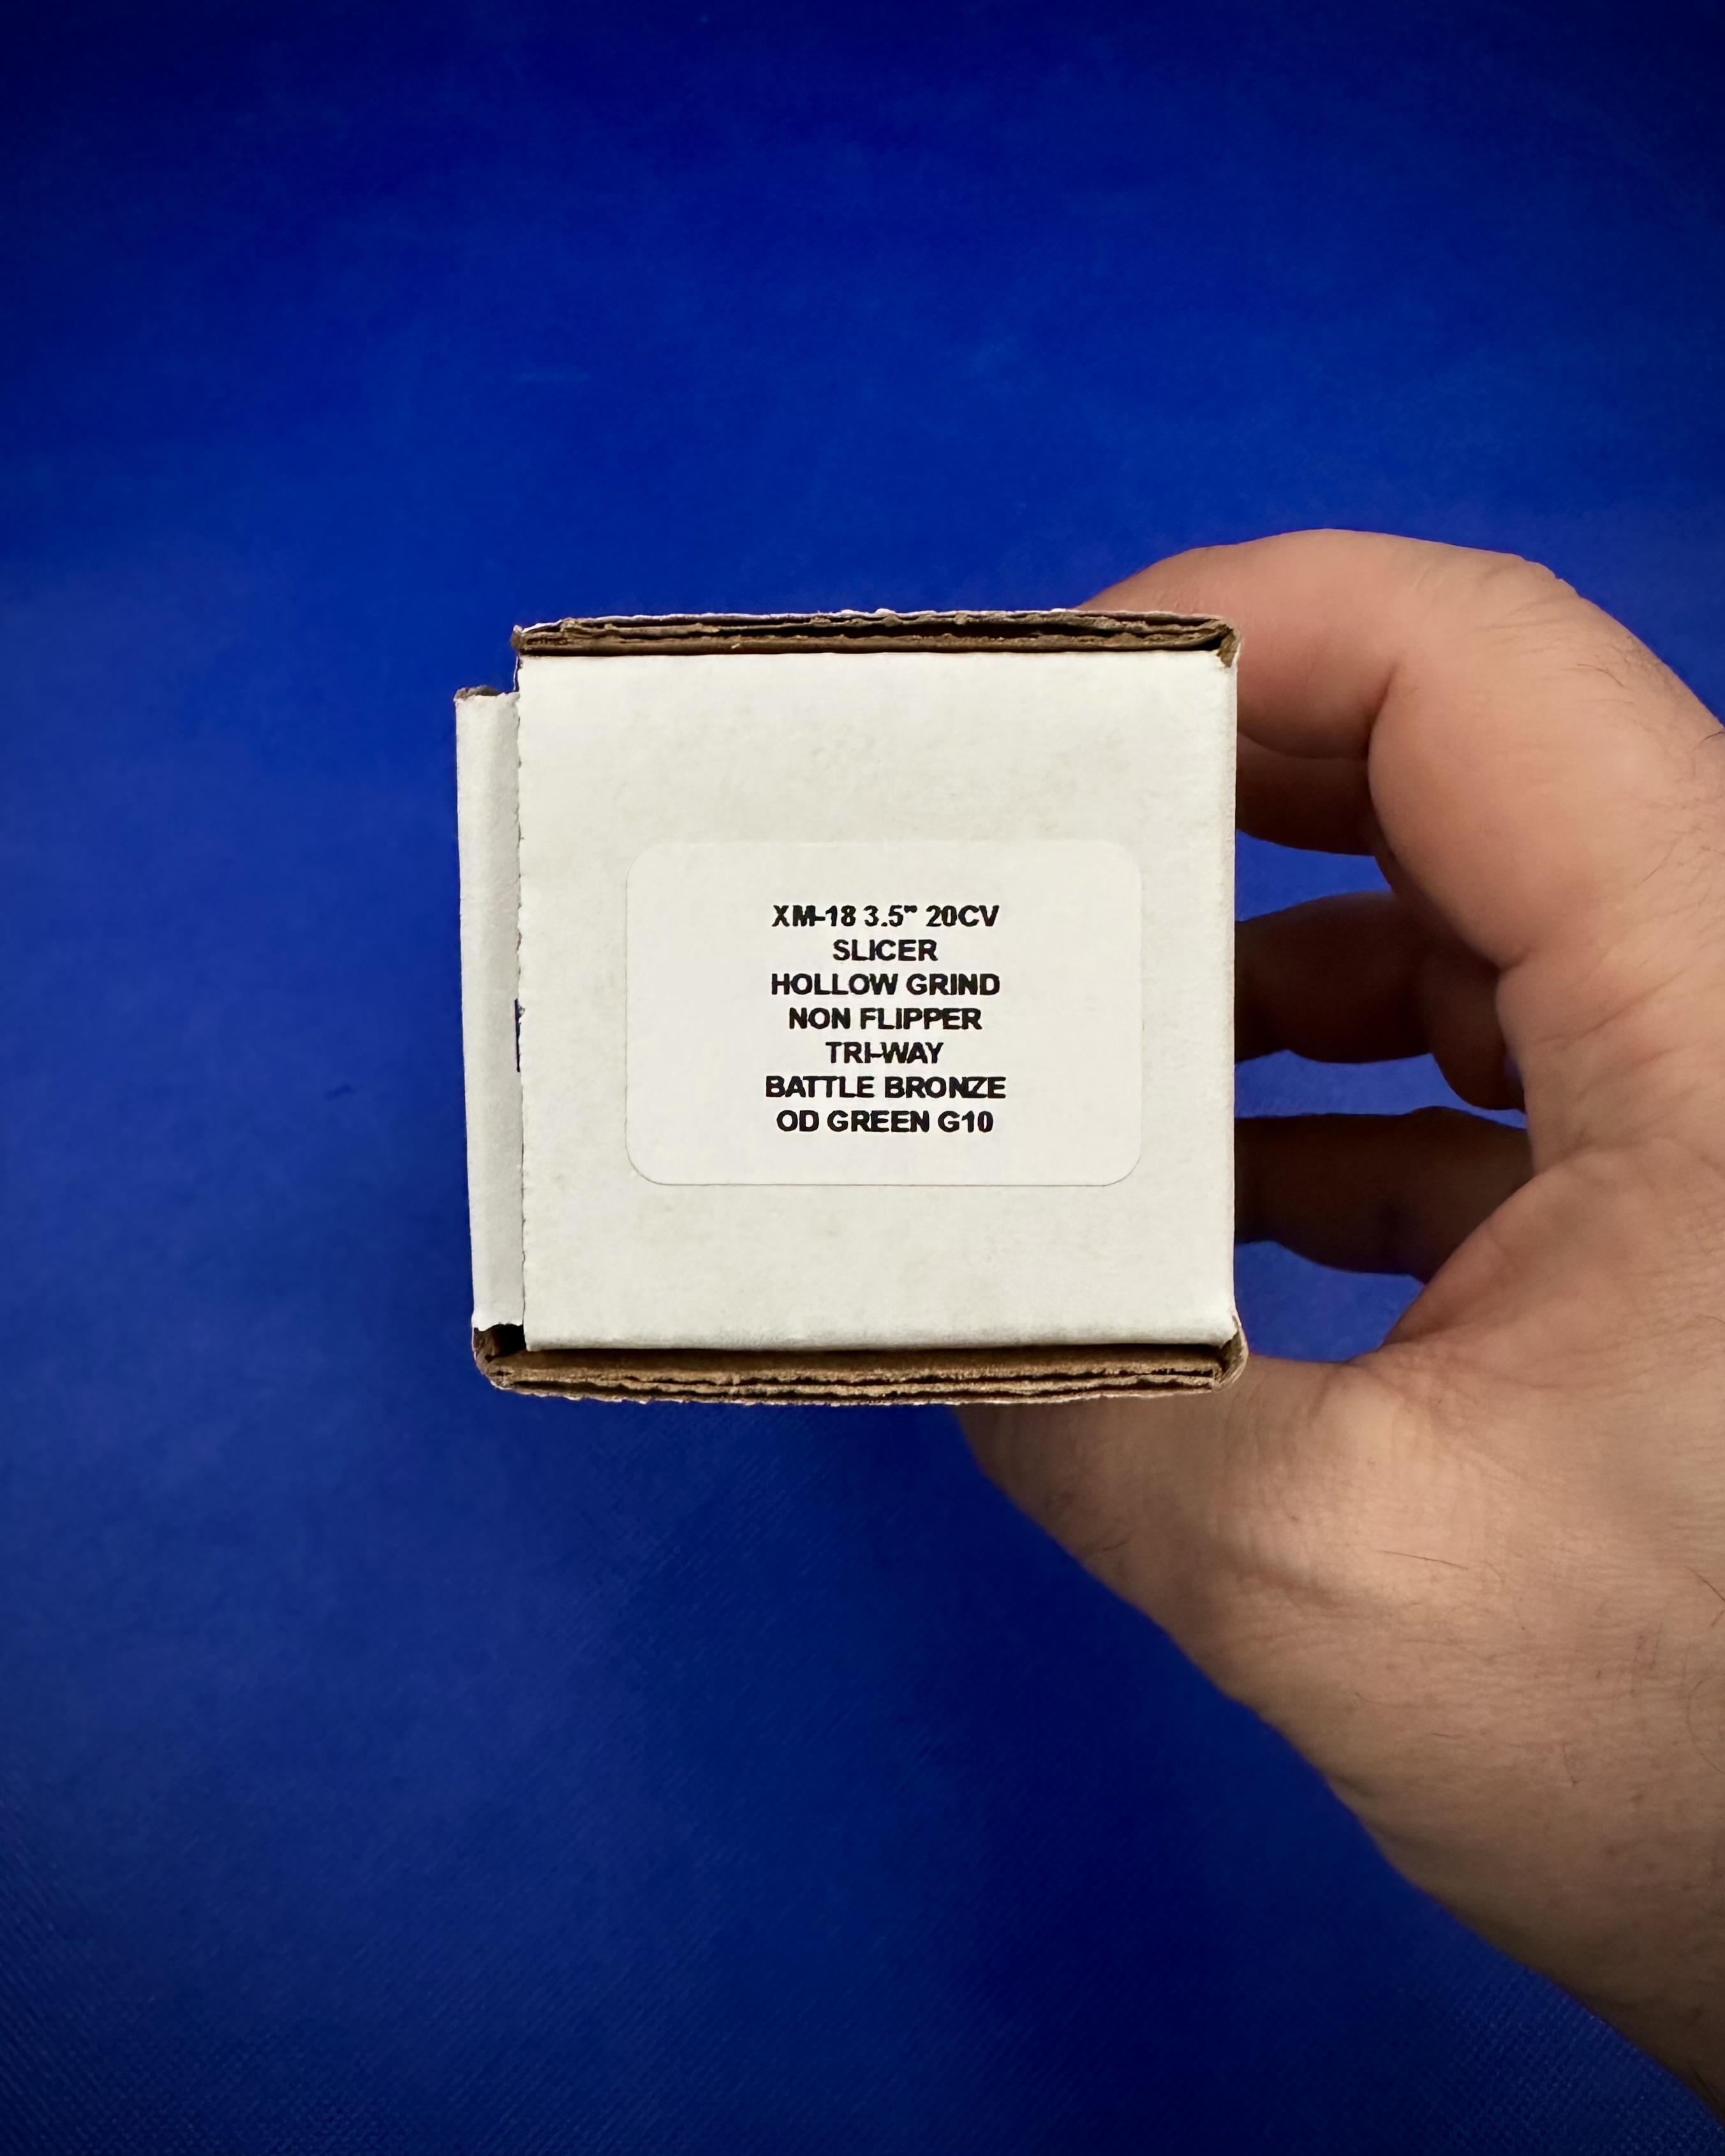 XM-18 3.5" 20CV
SLICER
HOLLOW GRIND
NON FLIPPER
TRI-WAY
BATTLE BRONZE
OD GREEN G10